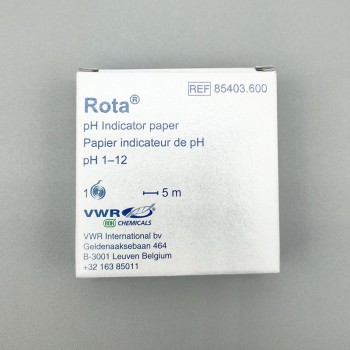 REF 85403.600
Rota®
pH Indicator paper
Papier indicateur de pH
pH 1–12
1 5 m
VWR
BDH CHEMICALS
VWR International bv
Geldenaaksebaan 464
B-3001 Leuven Belgium
+32 163 85011